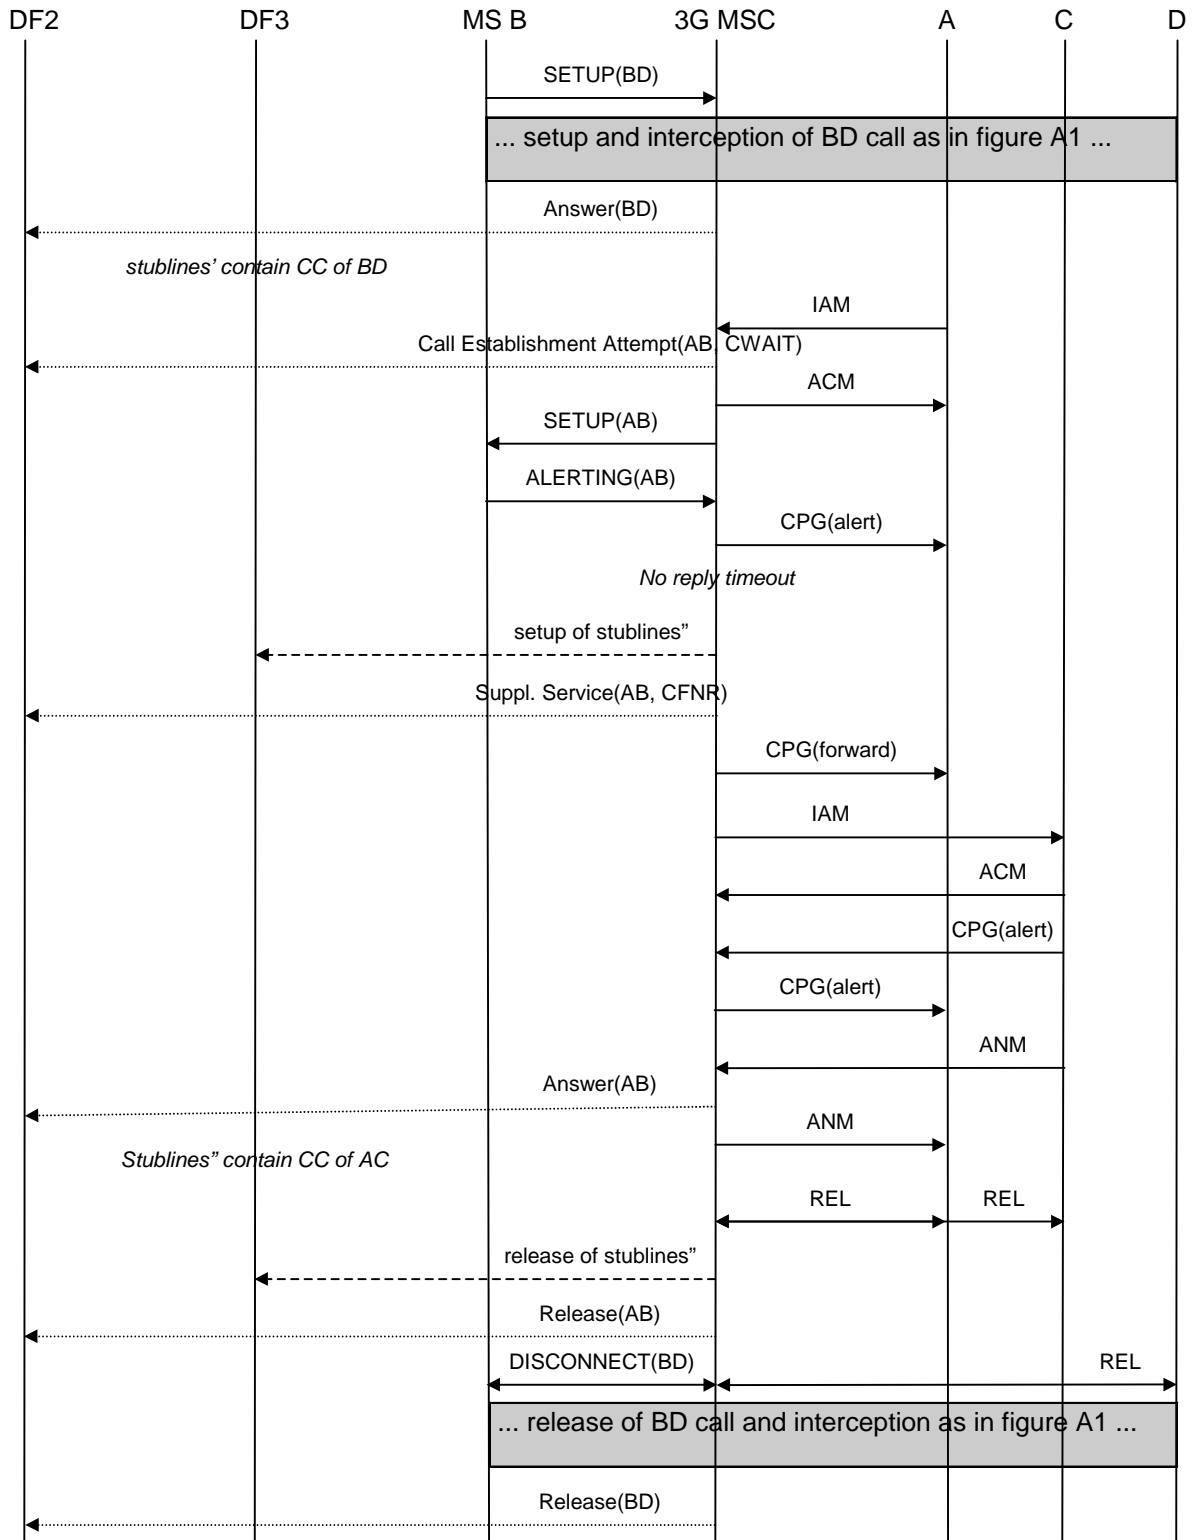 DF2 DF3 MS B 3G MSC A C D
SETUP(BD)
... setup and interception of BD call as in figure A1 ...
Answer(BD)
stublines’ contain CC of BD
IAM
Call Establishment Attempt(AB, CWAIT)
ACM
SETUP(AB)
ALERTING(AB)
CPG(alert)
No reply timeout
setup of stublines”
Suppl. Service(AB, CFNR)
CPG(forward)
IAM
ACM
CPG(alert)
CPG(alert)
ANM
Answer(AB)
ANM
Stublines” contain CC of AC
REL REL
release of stublines”
Release(AB)
DISCONNECT(BD) REL
... release of BD call and interception as in figure A1 ...
Release(BD)